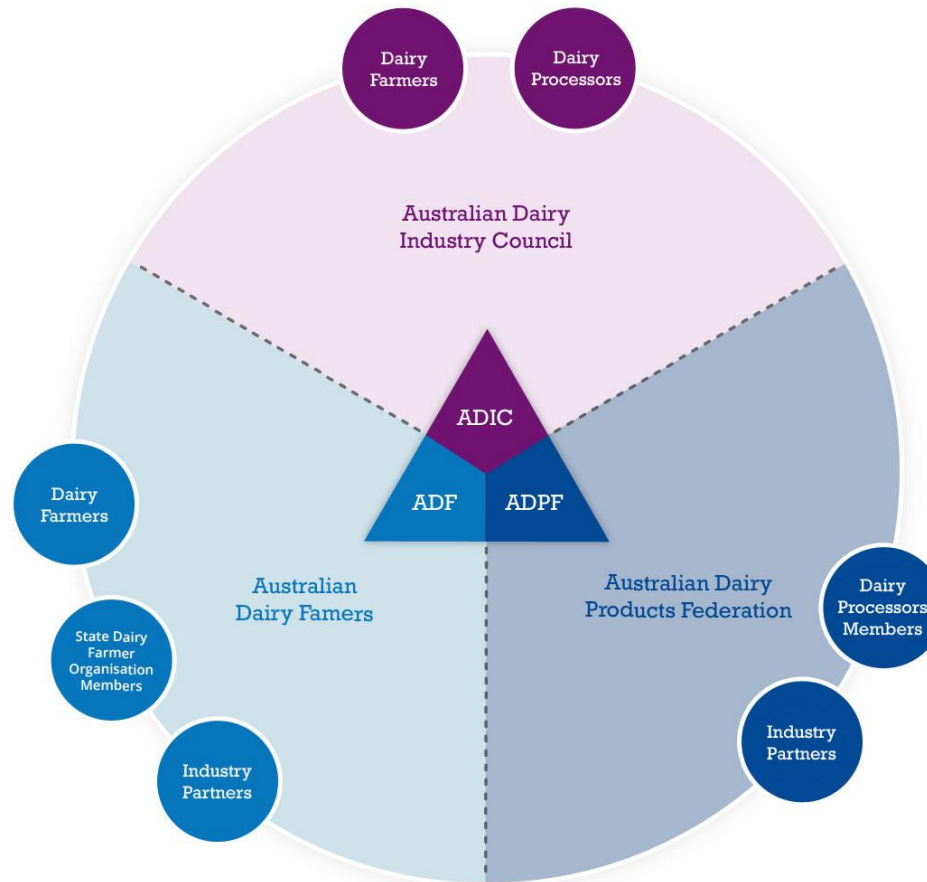 Dairy
Farmers
Dairy
Processors
Australian Dairy
Industry Council
ADIC
ADF
ADPF
Dairy
Farmers
Australian
Dairy Famers
Australian Dairy
Products Federation
Dairy
Processors
Members
State Dairy
Farmer
Organisation
Members
Industry
Partners
Industry
Partners